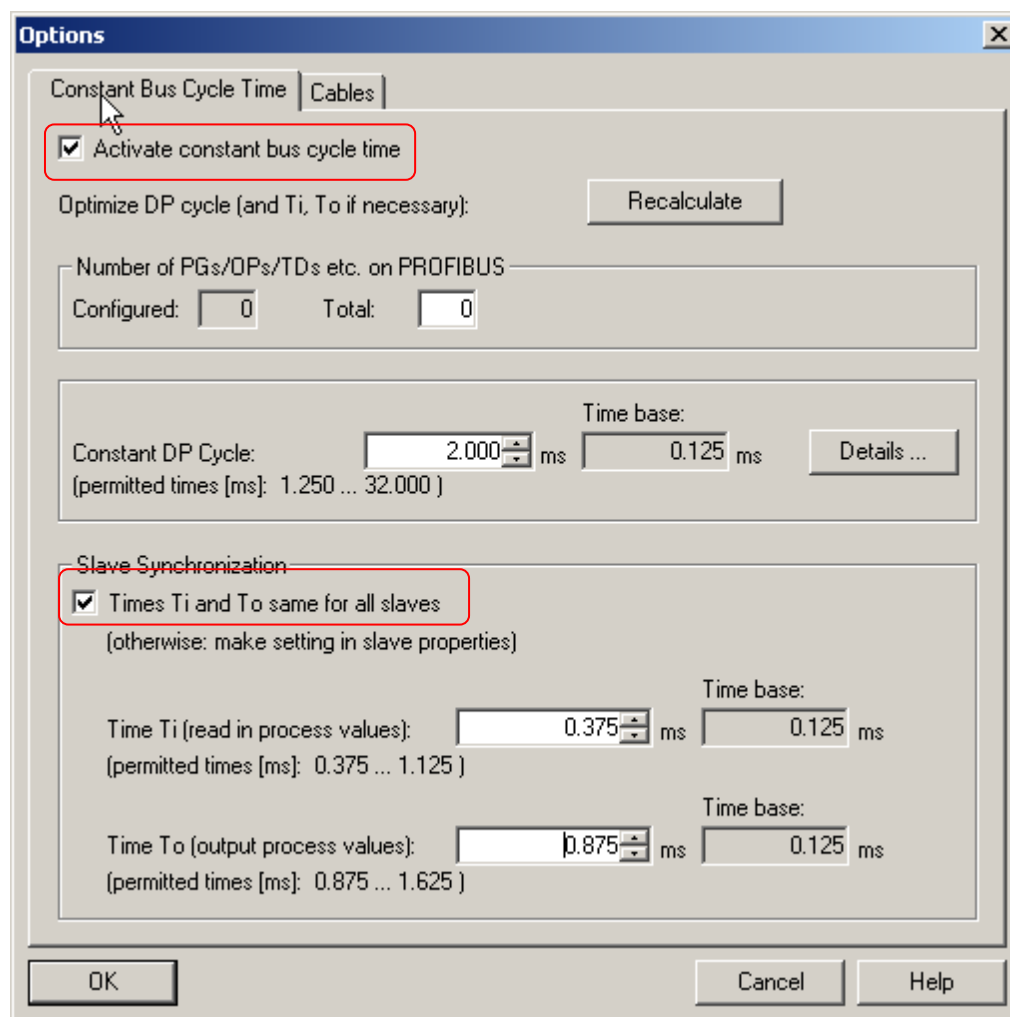 Options
Constant Bus Cycle Time Cables
Activate constant bus cycle time
Optimize DP cycle (and Ti, To if necessary): Recalculate
Number of PGs/OPs/TDs etc. on PROFIBUS
Configured: 0 Total: 0
Time base:
Constant DP Cycle: 2.000 ms 0.125 ms Details ...
(permitted times [ms]: 1.250 ... 32.000 )
Slave Synchronization
Times Ti and To same for all slaves
(otherwise: make setting in slave properties)
Time base:
Time Ti (read in process values): 0.375 ms 0.125 ms
(permitted times [ms]: 0.375 ... 1.125 )
Time base:
Time To (output process values): 0.875 ms 0.125 ms
(permitted times [ms]: 0.875 ... 1.625 )
OK Cancel Help